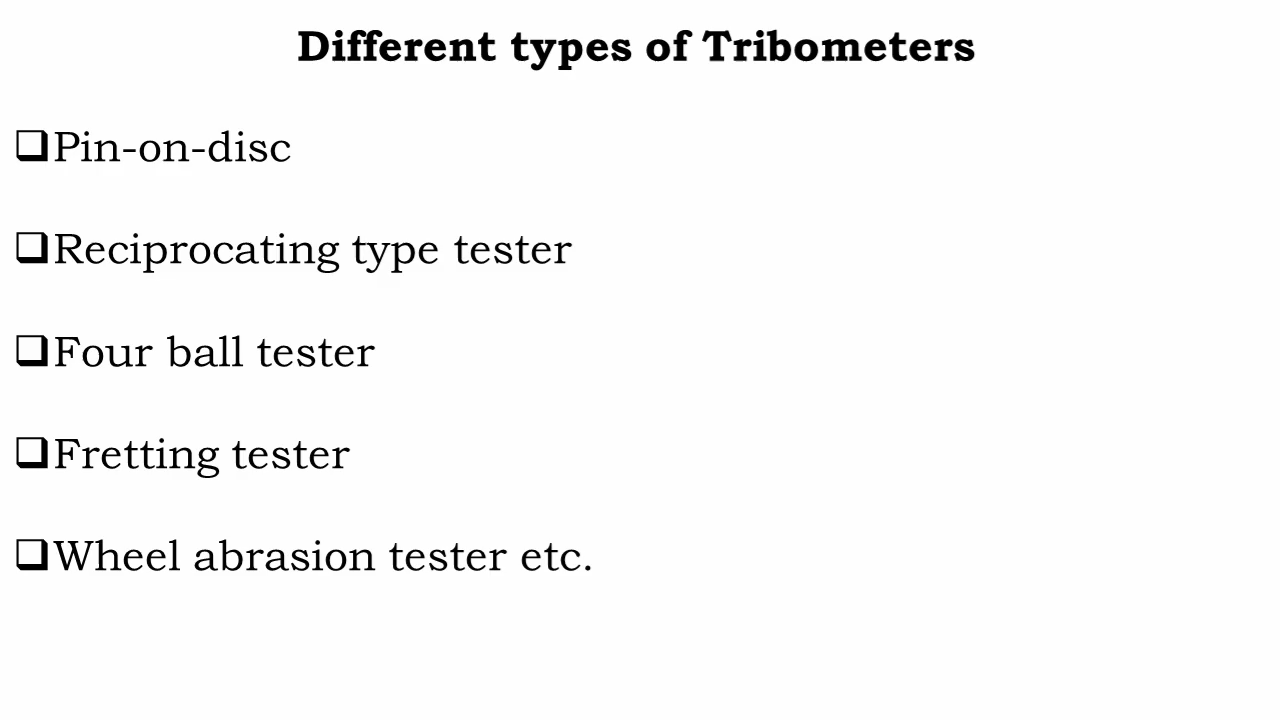 Different types of Tribometers
❑Pin-on-disc
❑Reciprocating type tester
❑Four ball tester
❑Fretting tester
❑Wheel abrasion tester etc.